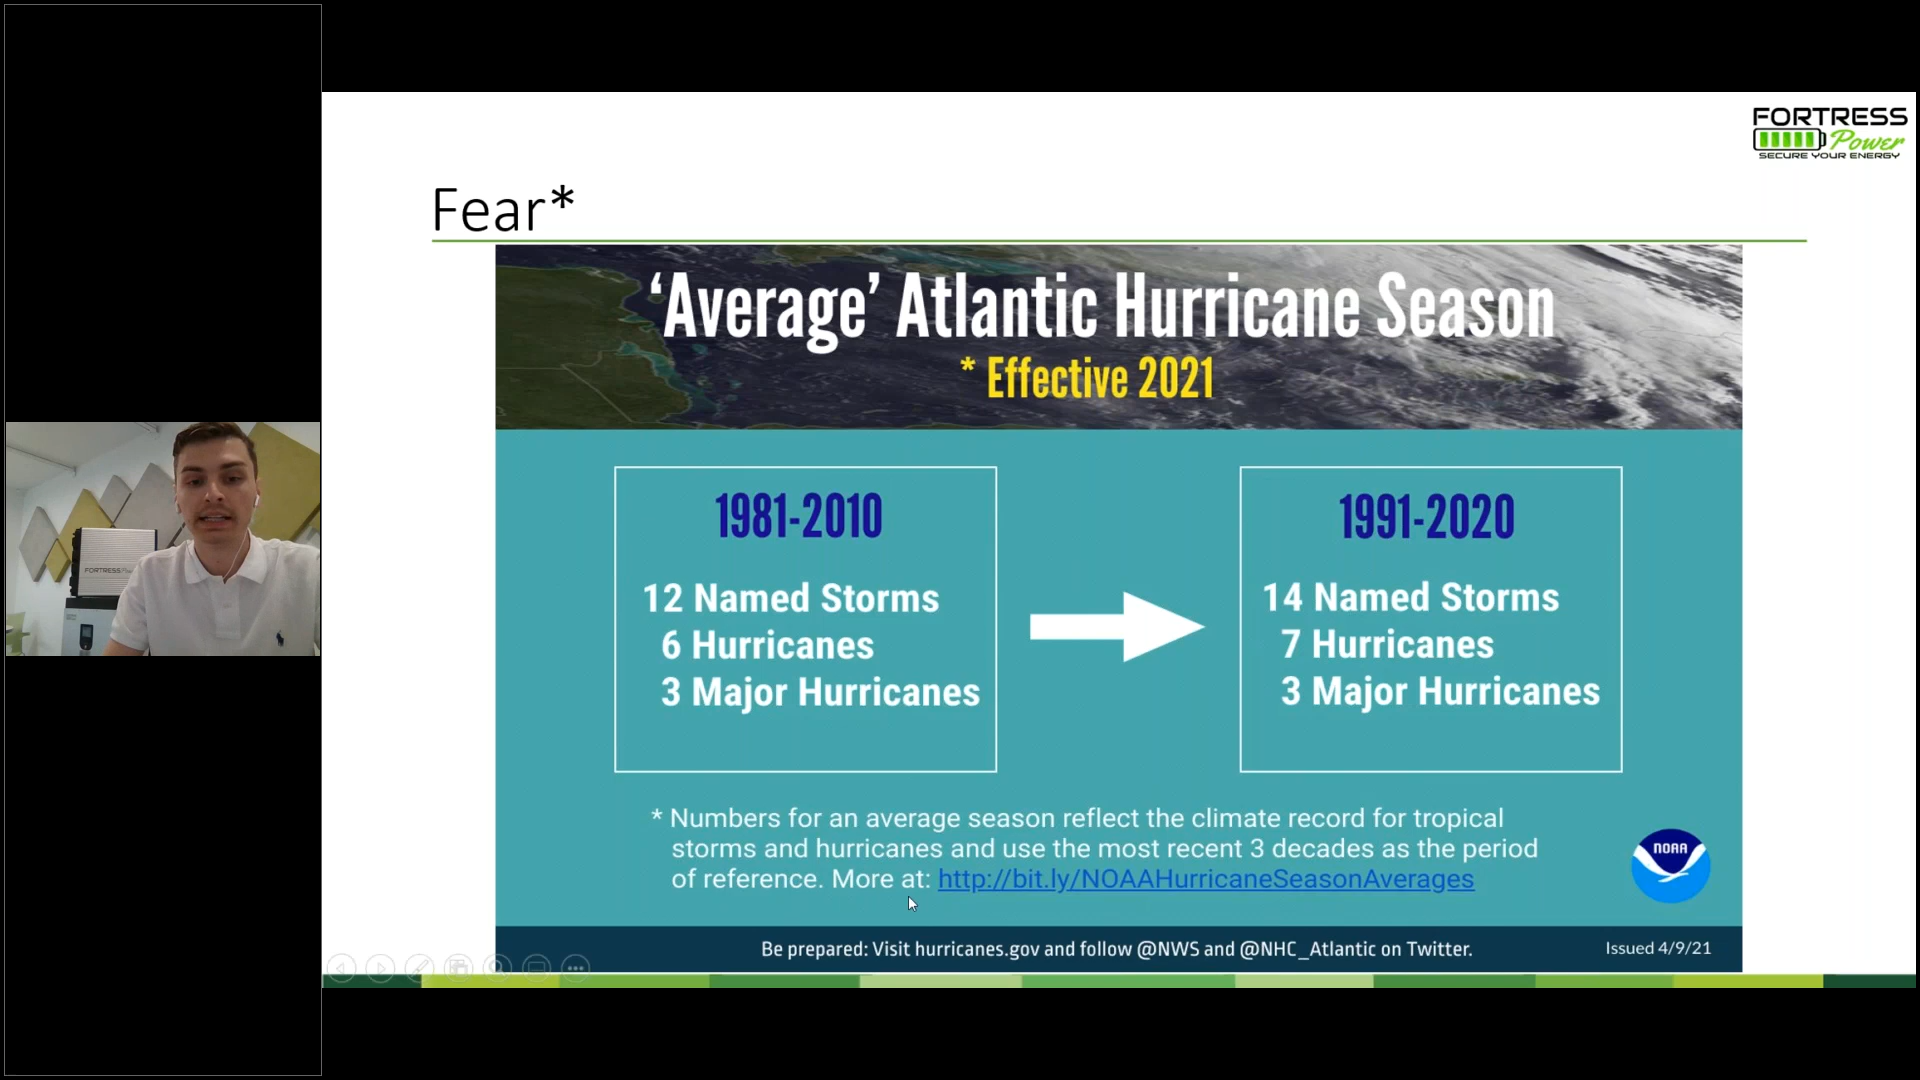 FORTRESS
Power
SECURE YOUR ENERGY
Fear*
‘Average’ Atlantic Hurricane Season
* Effective 2021
1981-2010
12 Named Storms
6 Hurricanes
3 Major Hurricanes
1991-2020
14 Named Storms
7 Hurricanes
3 Major Hurricanes
* Numbers for an average season reflect the climate record for tropical
storms and hurricanes and use the most recent 3 decades as the period
of reference. More at: http://bit.ly/NOAAHurricaneSeasonAverages
NOAA
Be prepared: Visit hurricanes.gov and follow @NWS and @NHC_Atlantic on Twitter.
Issued 4/9/21
FORTRESS